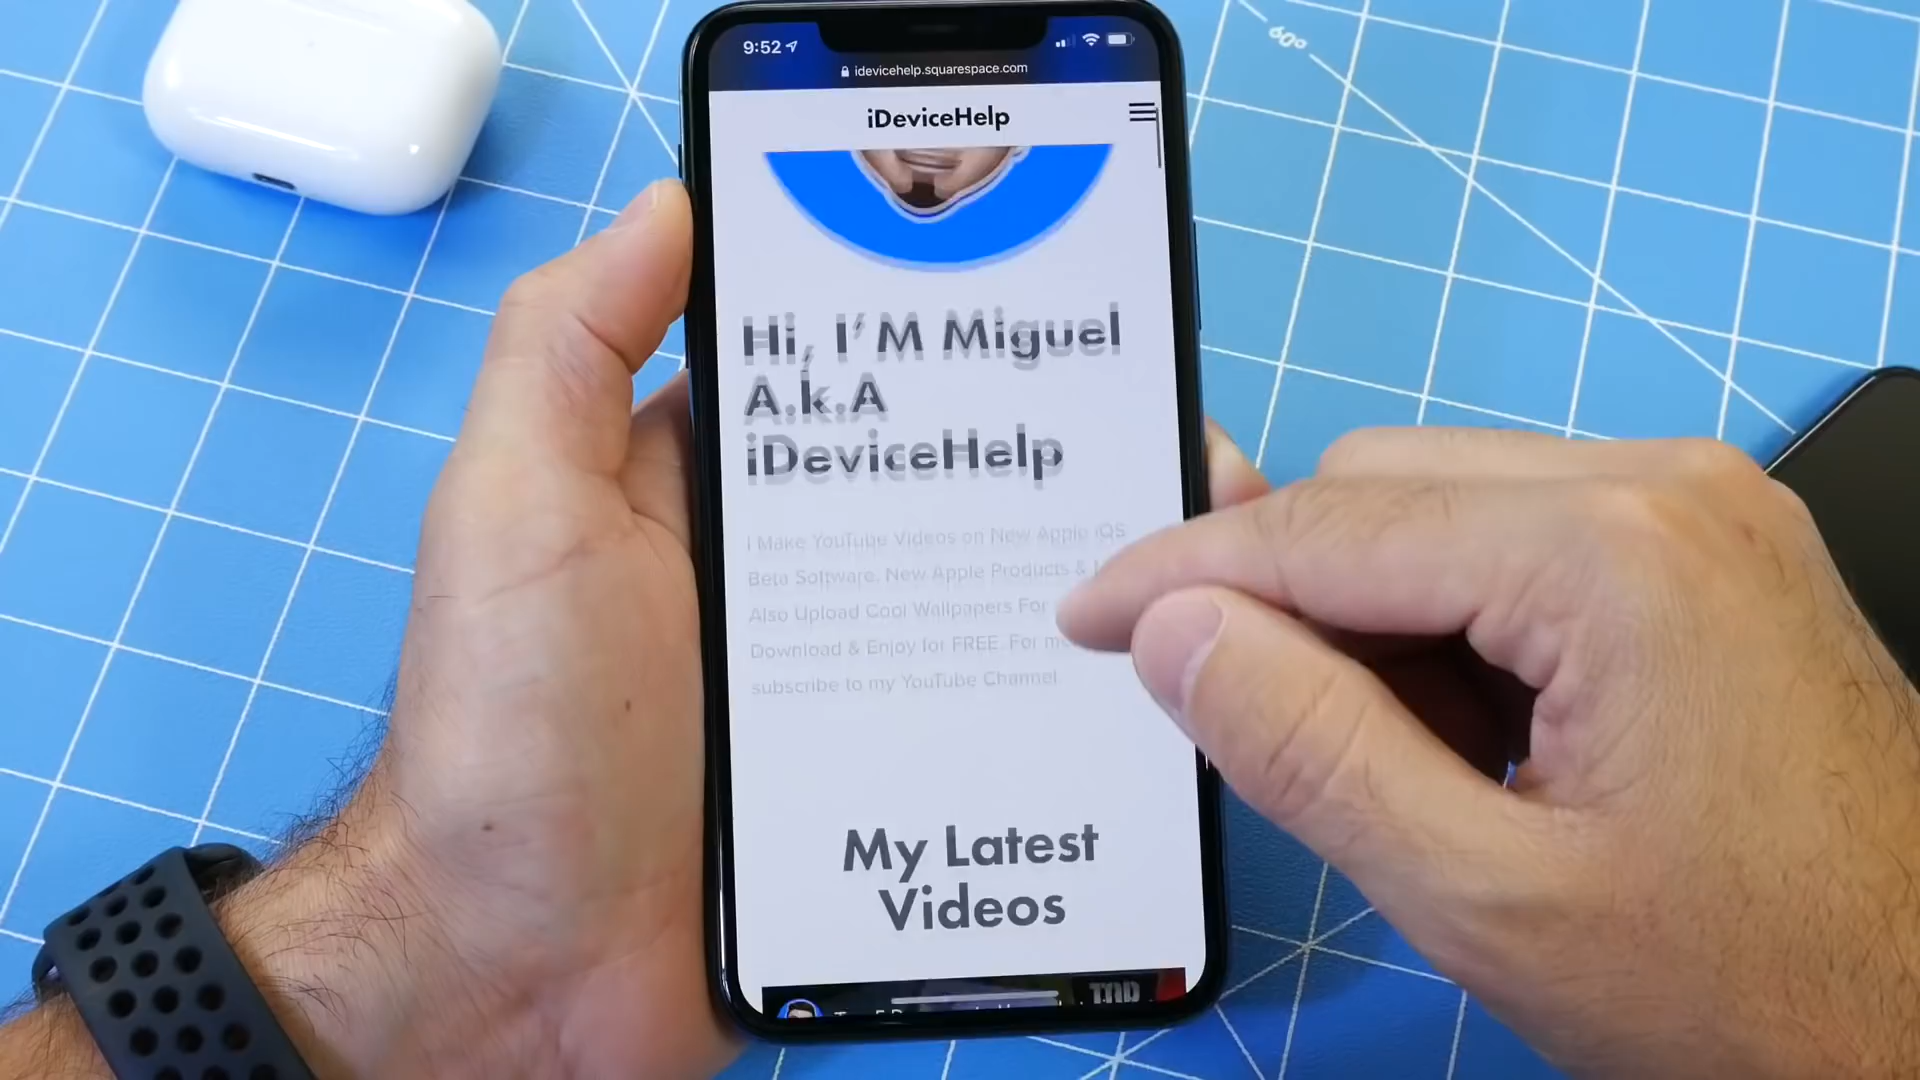 60°
9:52
idevicehelp.squarespace.com
iDeviceHelp
Hi, I'M Miguel
A.k.A
iDeviceHelp
I Make YouTube Videos on New Apple iOS
Beta Software, New Apple Products &
Also Upload Cool Wallpapers For
Download & Enjoy for FREE. For
subscribe to my YouTube Channel
My Latest
Videos